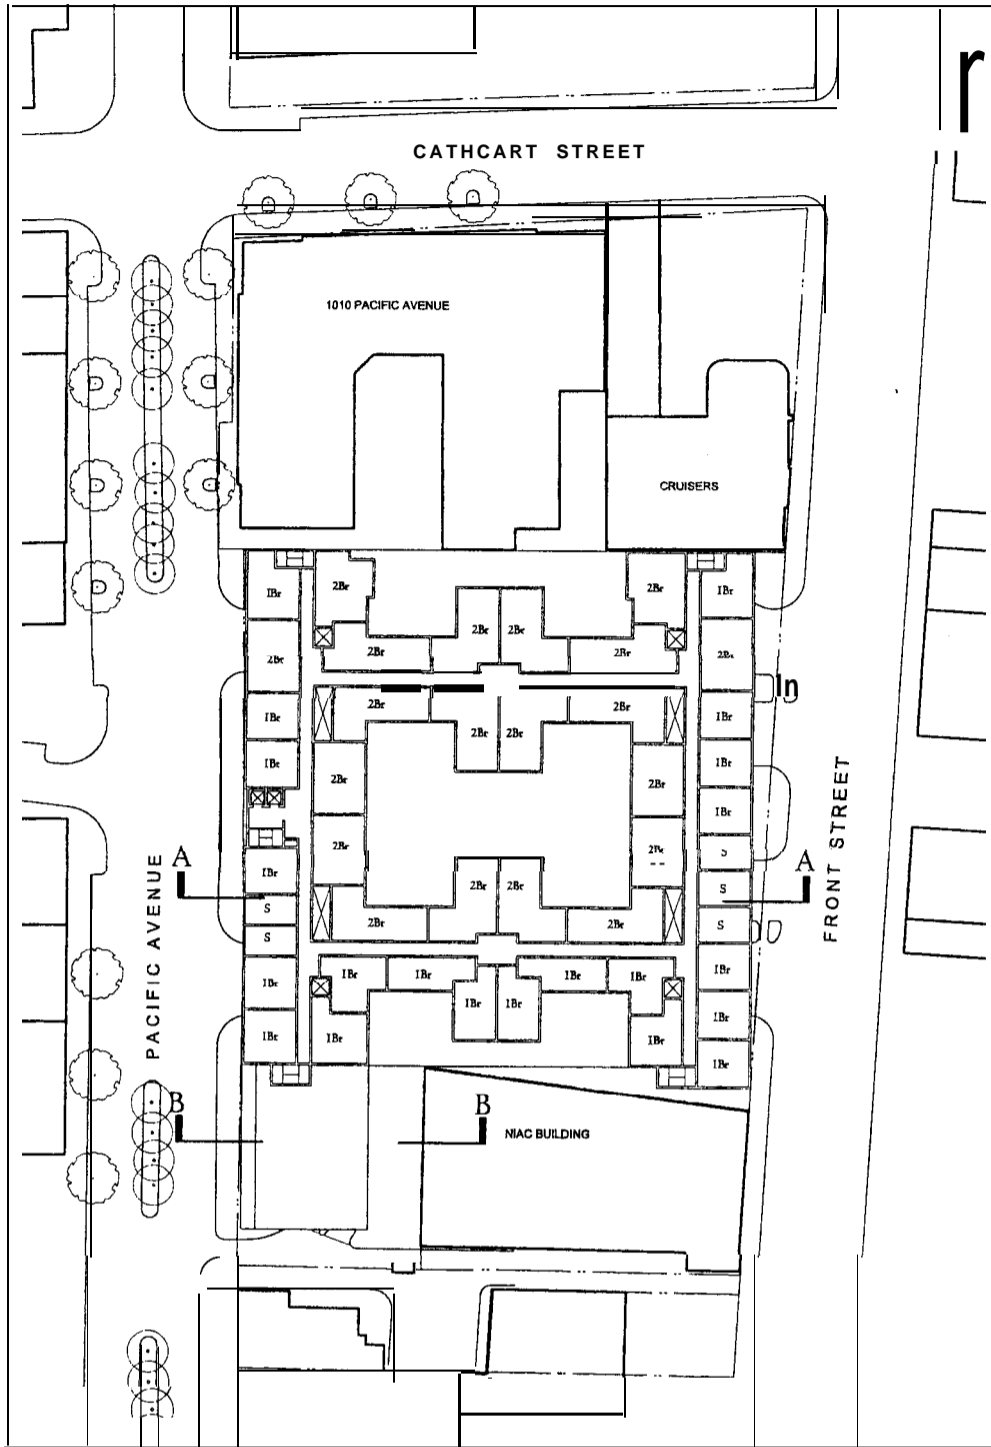 r
CATHCART STREET
1010 PACIFIC AVENUE
CRUISERS
1Br 2Br 2Br 1Br
2Br 2Br
2Br 2Br 2Br 2Br
In
1Br 2Br 2Br 1Br
2Br 2Br
1Br 2Br 2Br 1Br
2Br 2Br 1Br
S
A 1Br 2Br 2Br S A
S 2Br 2Br S
S
1Br 1Br 1Br 1Br 1Br 1Br
1Br 1Br
1Br 1Br 1Br 1Br
1Br
PACIFIC AVENUE
FRONT STREET
B B
NIAC BUILDING